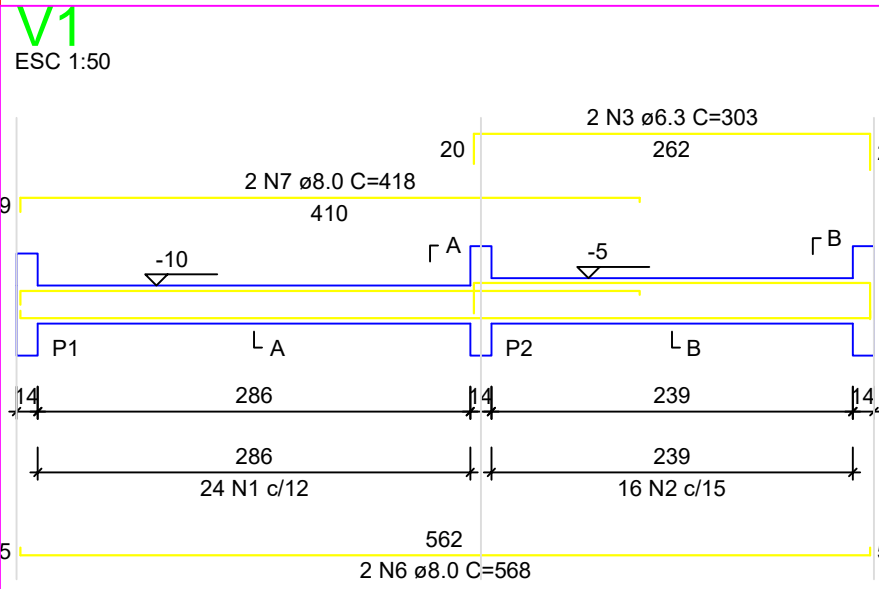 V1
ESC 1:50
2 N3 ø6.3 C=303
20
262
2 N7 ø8.0 C=418
9
410
A
B
-10
-5
P1
A
P2
B
14
286
14
239
14
286
239
24 N1 c/12
16 N2 c/15
5
562
2 N6 ø8.0 C=568